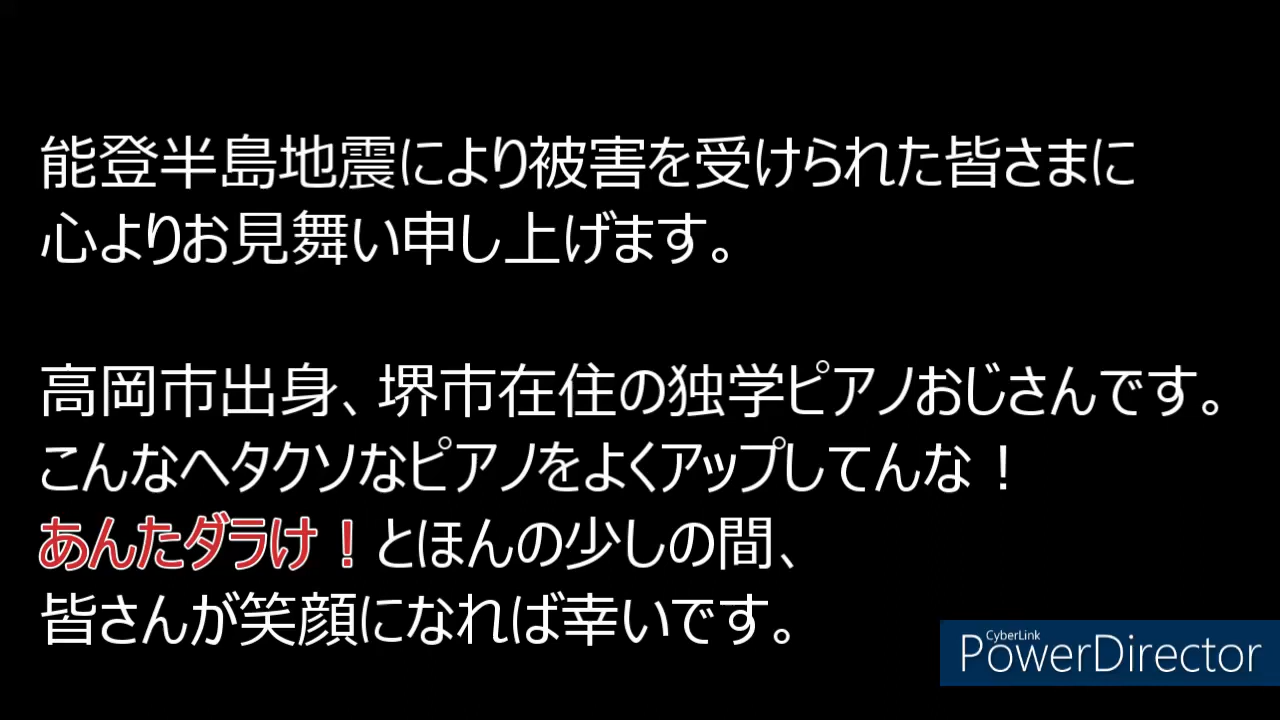 能登半島地震により被害を受けられた皆さまに
心よりお見舞い申し上げます。
高岡市出身、堺市在住の独学ピアノおじさんです。
こんなヘタクソなピアノをよくアップしてんな！
あんたダラけ！とほんの少しの間、
皆さんが笑顔になれば幸いです。
CyberLink
PowerDirector